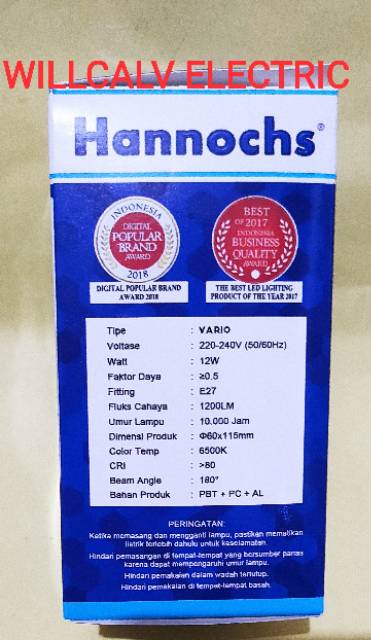 WILLCALV ELECTRIC
Hannochs®
INDONESIA
DIGITAL
POPULAR
BRAND
AWARD
2018
DIGITAL POPULAR BRAND
AWARD 2018
BEST
OF 2017
INDONESIA
BUSINESS
QUALITY
AWARD
THE BEST LED LIGHTING
PRODUCT OF THE YEAR 2017
Tipe : VARIO
Voltase : 220-240V (50/60Hz)
Watt : 12W
Faktor Daya : ≥0,5
Fitting : E27
Fluks Cahaya : 1200LM
Umur Lampu : 10.000 Jam
Dimensi Produk : Φ60x115mm
Color Temp : 6500K
CRI : >80
Beam Angle : 180°
Bahan Produk : PBT + PC + AL
PERINGATAN:
Ketika memasang dan mengganti lampu, pastikan mematikan
listrik terlebih dahulu untuk keselamatan.
Hindari pemasangan di tempat-tempat yang bersumber panas
karena dapat mempengaruhi umur lampu.
Hindari pemakaian dalam wadah tertutup.
Hindari pemakaian di tempat-tempat basah.